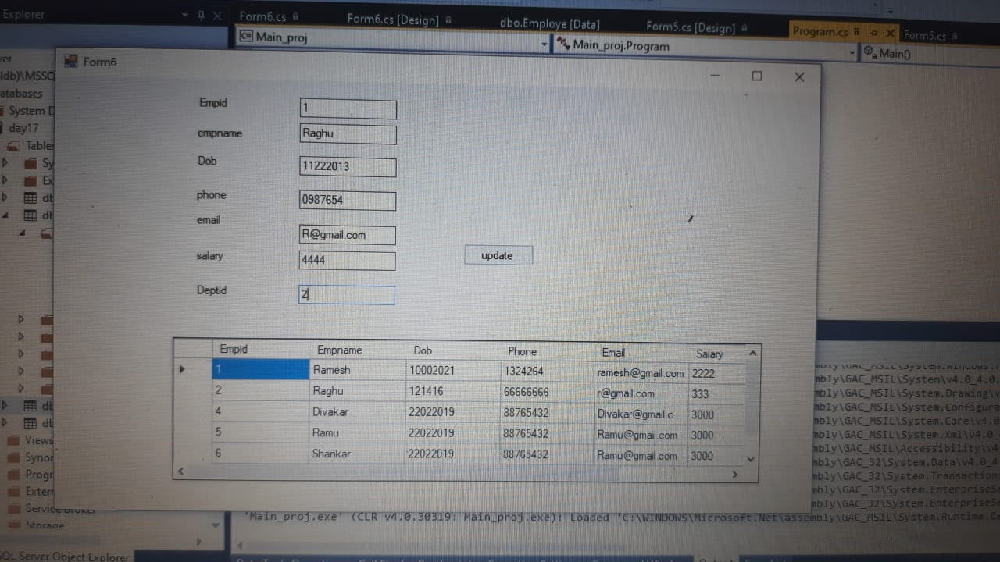 Explorer
Form6.cs
Form6.cs [Design]
dbo.Employe [Data]
Form5.cs [Design]
Program.cs
Form5.cs
Main_proj
Main_proj.Program
Main()
Form6
ldb)\MSSQ
atabases
System D
day17
Tables
Sy
Ex
db
db
db
db
Views
Synor
Progr
Exterr
Service Broker
Storage
SQL Server Object Explorer
Empid 1
empname Raghu
Dob 11222013
phone 0987654
email R@gmail.com
salary 4444
update
Deptid 2
Empid Empname Dob Phone Email Salary
1 Ramesh 10002021 1324264 ramesh@gmail.com 2222
2 Raghu 121416 66666666 r@gmail.com 333
4 Divakar 22022019 88765432 Divakar@gmail.c... 3000
5 Ramu 22022019 88765432 Ramu@gmail.com 3000
6 Shankar 22022019 88765432 Ramu@gmail.com 3000
mbly\GAC_MSIL\System.Windows.
mbly\GAC_MSIL\System\v4.0_4.0.
mbly\GAC_MSIL\System.Drawing\v
mbly\GAC_MSIL\System.Configura
mbly\GAC_MSIL\System.Core\v4.0
mbly\GAC_MSIL\System.Xml\v4.0_
mbly\GAC_MSIL\Accessibility\v4
mbly\GAC_32\System.Data\v4.0_4
mbly\GAC_32\System.Transaction
mbly\GAC_32\System.EnterpriseSe
mbly\GAC_32\System.EnterpriseSe
'Main_proj.exe' (CLR v4.0.30319: Main_proj.exe): Loaded 'C:\WINDOWS\Microsoft.Net\assembly\GAC_MSIL\System.Runtime.Ca